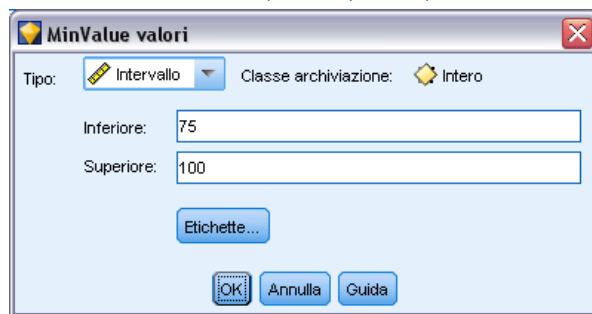 MinValue valori
Tipo: Intervallo Classe archiviazione: Intero
Inferiore: 75
Superiore: 100
Etichette...
OK Annulla Guida